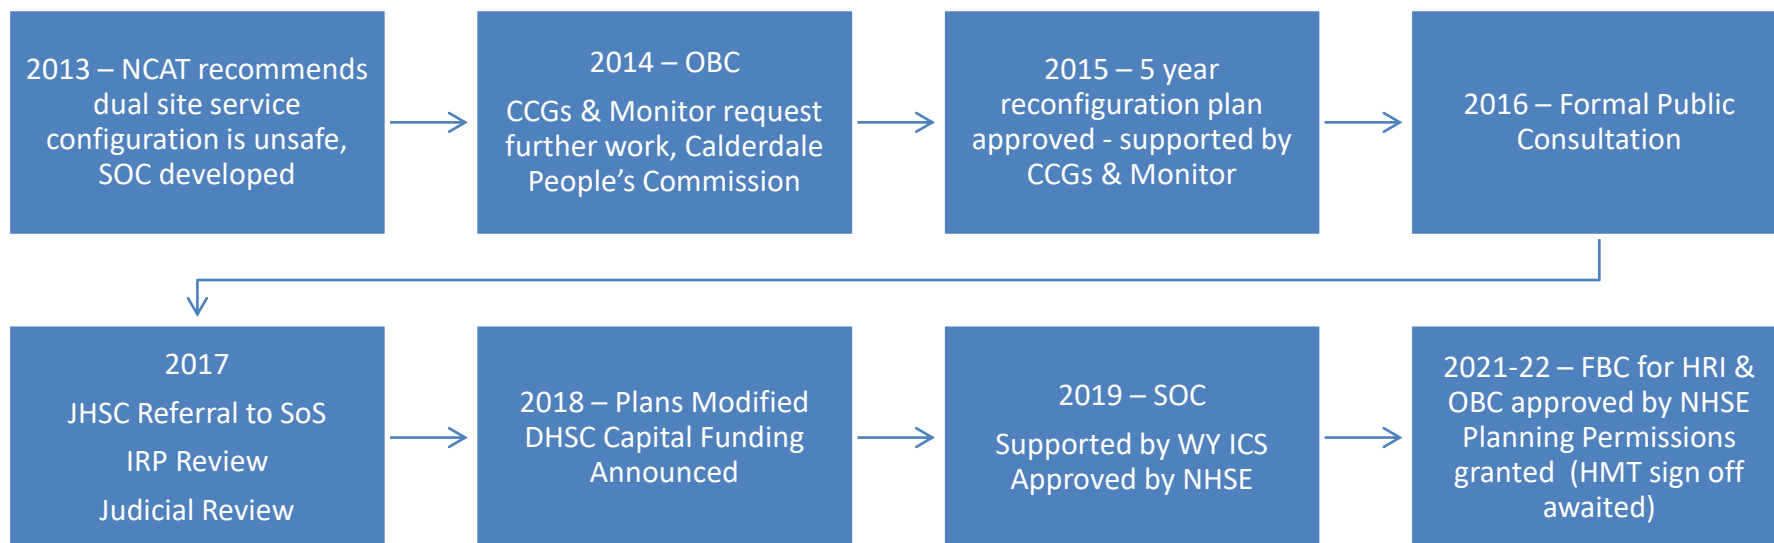 2013 – NCAT recommends
dual site service
configuration is unsafe,
SOC developed
2014 – OBC
CCGs & Monitor request
further work, Calderdale
People’s Commission
2015 – 5 year
reconfiguration plan
approved - supported by
CCGs & Monitor
2016 – Formal Public
Consultation
2017
JHSC Referral to SoS
IRP Review
Judicial Review
2018 – Plans Modified
DHSC Capital Funding
Announced
2019 – SOC
Supported by WY ICS
Approved by NHSE
2021-22 – FBC for HRI &
OBC approved by NHSE
Planning Permissions
granted (HMT sign off
awaited)